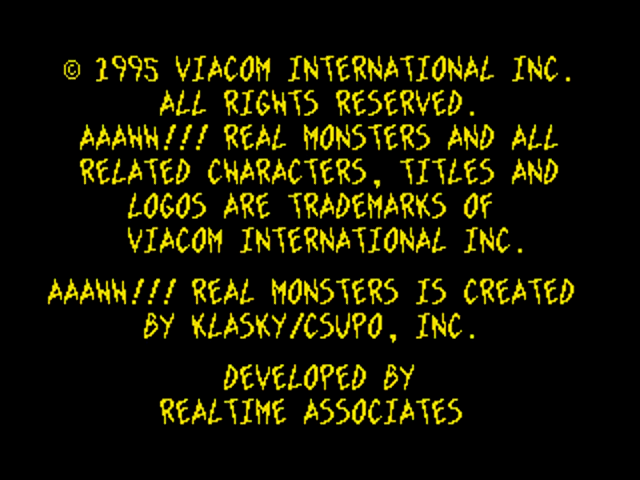 © 1995 VIACOM INTERNATIONAL INC.
ALL RIGHTS RESERVED.
AAAHH!!! REAL MONSTERS AND ALL
RELATED CHARACTERS, TITLES AND
LOGOS ARE TRADEMARKS OF
VIACOM INTERNATIONAL INC.
AAAHH!!! REAL MONSTERS IS CREATED
BY KLASKY/CSUPO, INC.
DEVELOPED BY
REALTIME ASSOCIATES